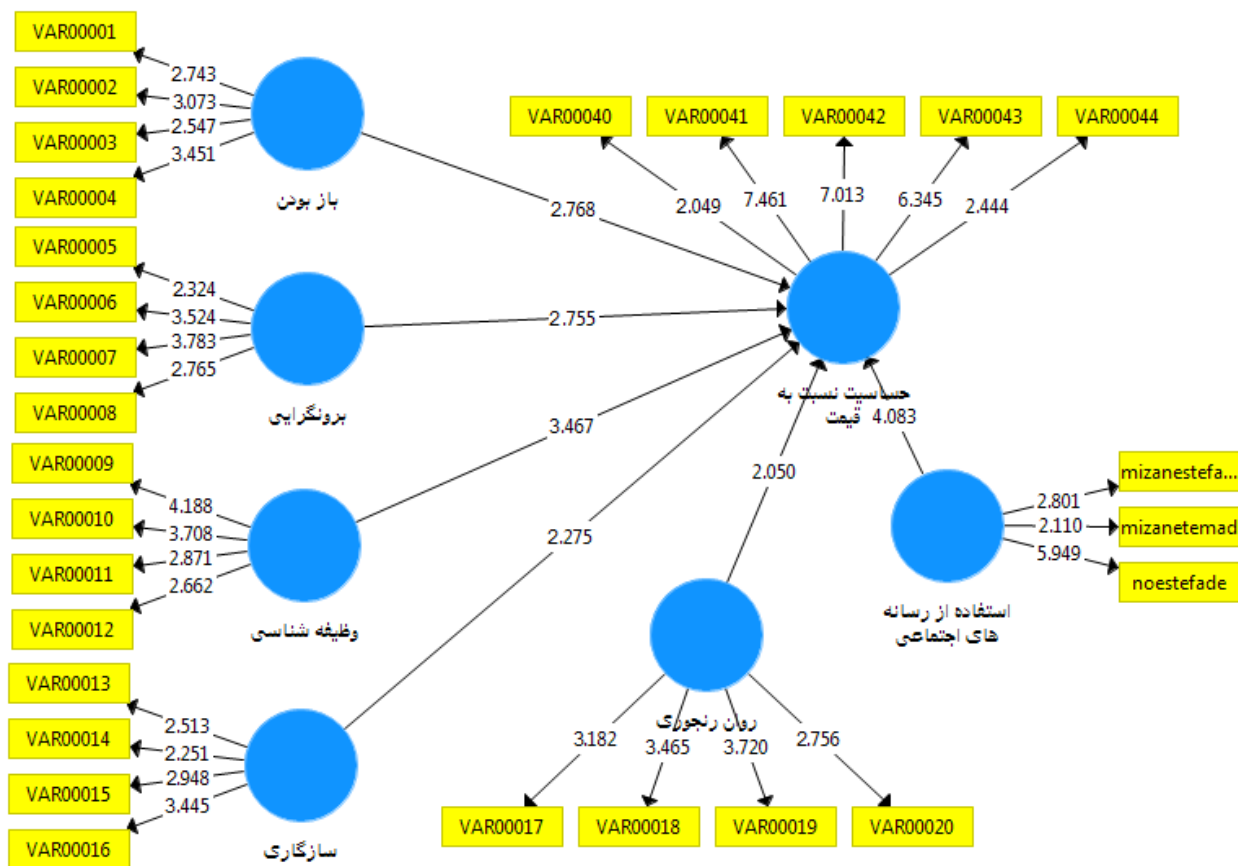 VAR00001
VAR00002
VAR00003
VAR00004
2.743
3.073
2.547
3.451
باز بودن
2.768
VAR00005
VAR00006
VAR00007
VAR00008
2.324
3.524
3.783
2.765
برونگرایی
2.755
VAR00009
VAR00010
VAR00011
VAR00012
4.188
3.708
2.871
2.662
وظیفه شناسی
3.467
VAR00013
VAR00014
VAR00015
VAR00016
2.513
2.251
2.948
3.445
سازگاری
2.275
VAR00040
VAR00041
VAR00042
VAR00043
VAR00044
2.049
7.461
7.013
6.345
2.444
حساسیت نسبت به
قیمت
4.083
2.050
mizanestefa...
mizanetemad
noestefade
2.801
2.110
5.949
استفاده از رسانه
های اجتماعی
روان رنجوری
3.182
3.465
3.720
2.756
VAR00017
VAR00018
VAR00019
VAR00020